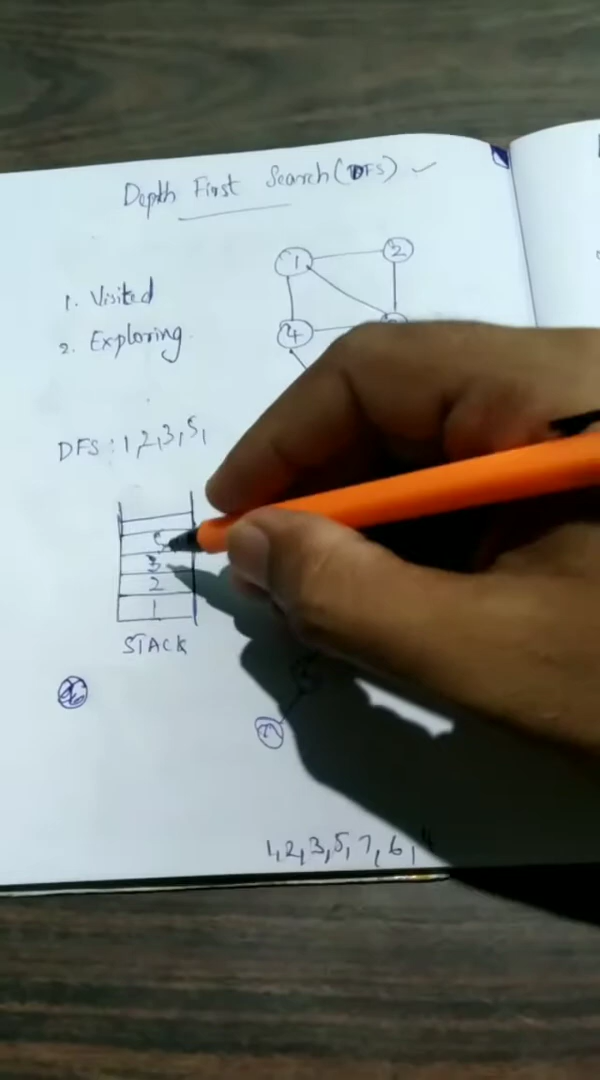 Depth First Search (DFS) ✓
1 2
1. Visited
4
2. Exploring
DFS : 1, 2, 3, 5,
5
3
2
1
STACK
1, 2, 3, 5, 7, 6, 4